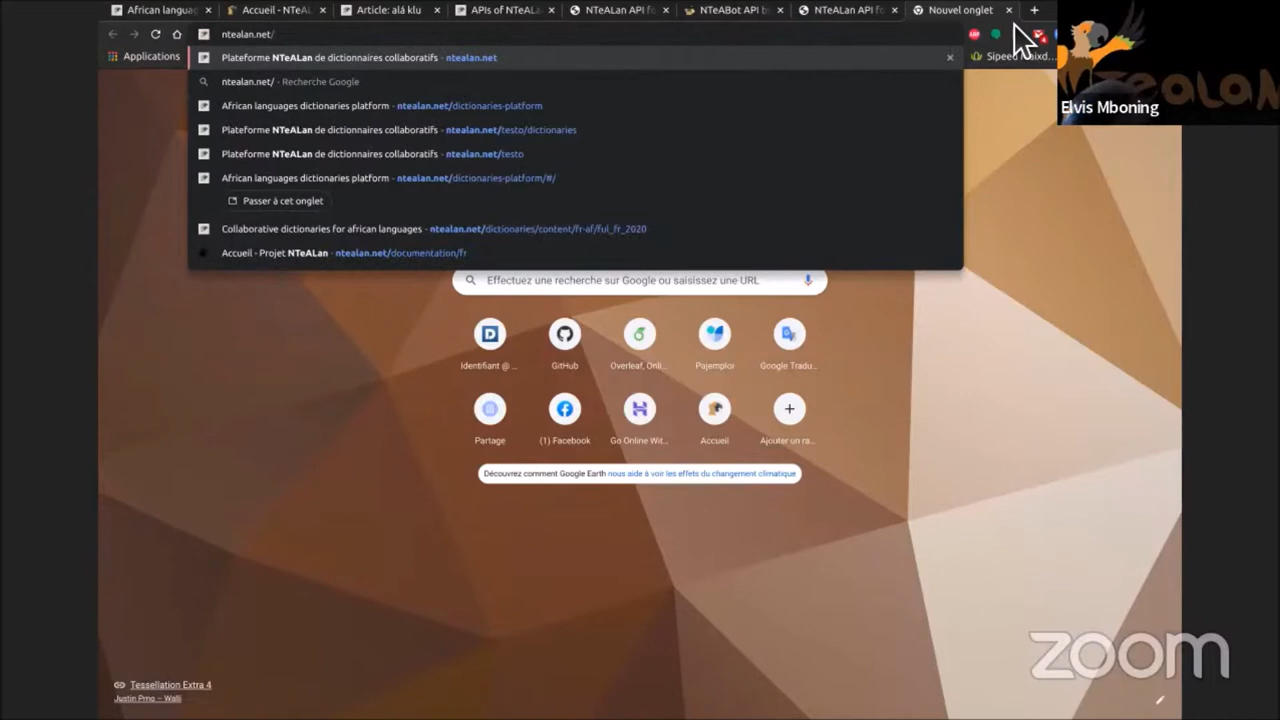 African languag
Accueil - NTeAL
Article: alá klu
APIs of NTeALan
NTeALan API fo
NTeABot API b
NTeALan API fo
Nouvel onglet
ntealan.net/
Applications
Plateforme NTeALan de dictionnaires collaboratifs - ntealan.net
ntealan.net/ - Recherche Google
African languages dictionaries platform - ntealan.net/dictionaries-platform
Plateforme NTeALan de dictionnaires collaboratifs - ntealan.net/testo/dictionaries
Plateforme NTeALan de dictionnaires collaboratifs - ntealan.net/testo
African languages dictionaries platform - ntealan.net/dictionaries-platform/#/
Passer à cet onglet
Collaborative dictionaries for african languages - ntealan.net/dictionaries/content/fr-af/ful_fr_2020
Accueil - Projet NTeALan - ntealan.net/documentation/fr
Elvis Mboning
Effectuez une recherche sur Google ou saisissez une URL
Identifiant @ ...
GitHub
Overleaf, Onli...
Pajemploi
Google Tradu...
Partage
(1) Facebook
Go Online Wit...
Accueil
Ajouter un ra...
Découvrez comment Google Earth nous aide à voir les effets du changement climatique
Tessellation Extra 4
Justin Prno – Walli
zoom